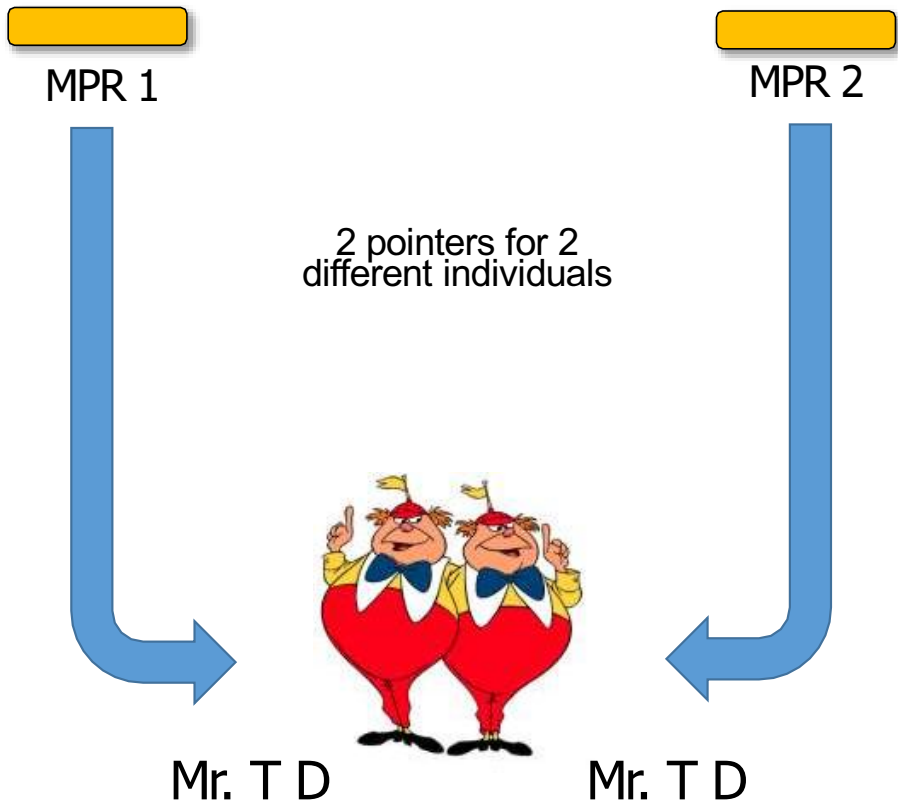 MPR 1
MPR 2
2 pointers for 2
different individuals
Mr. T D
Mr. T D